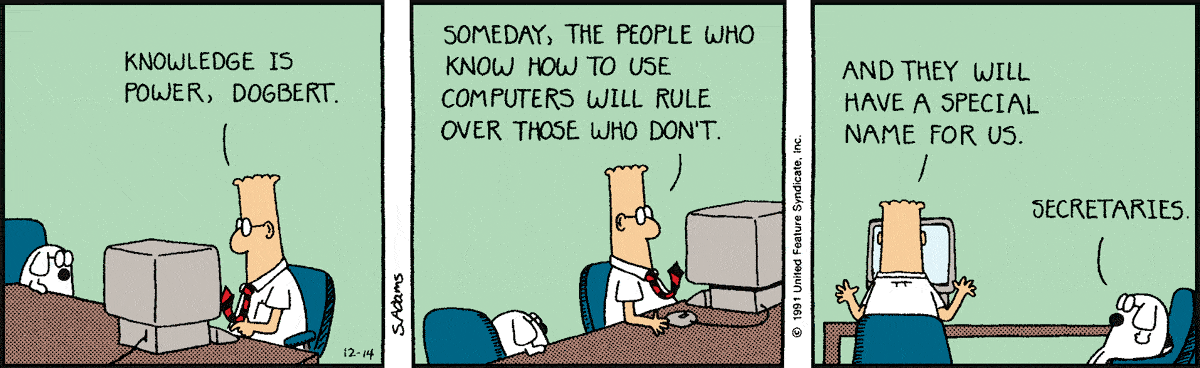 KNOWLEDGE IS
POWER, DOGBERT.
12-14
S.Adams
SOMEDAY, THE PEOPLE WHO
KNOW HOW TO USE
COMPUTERS WILL RULE
OVER THOSE WHO DON'T.
© 1991 United Feature Syndicate, Inc.
AND THEY WILL
HAVE A SPECIAL
NAME FOR US.
SECRETARIES.